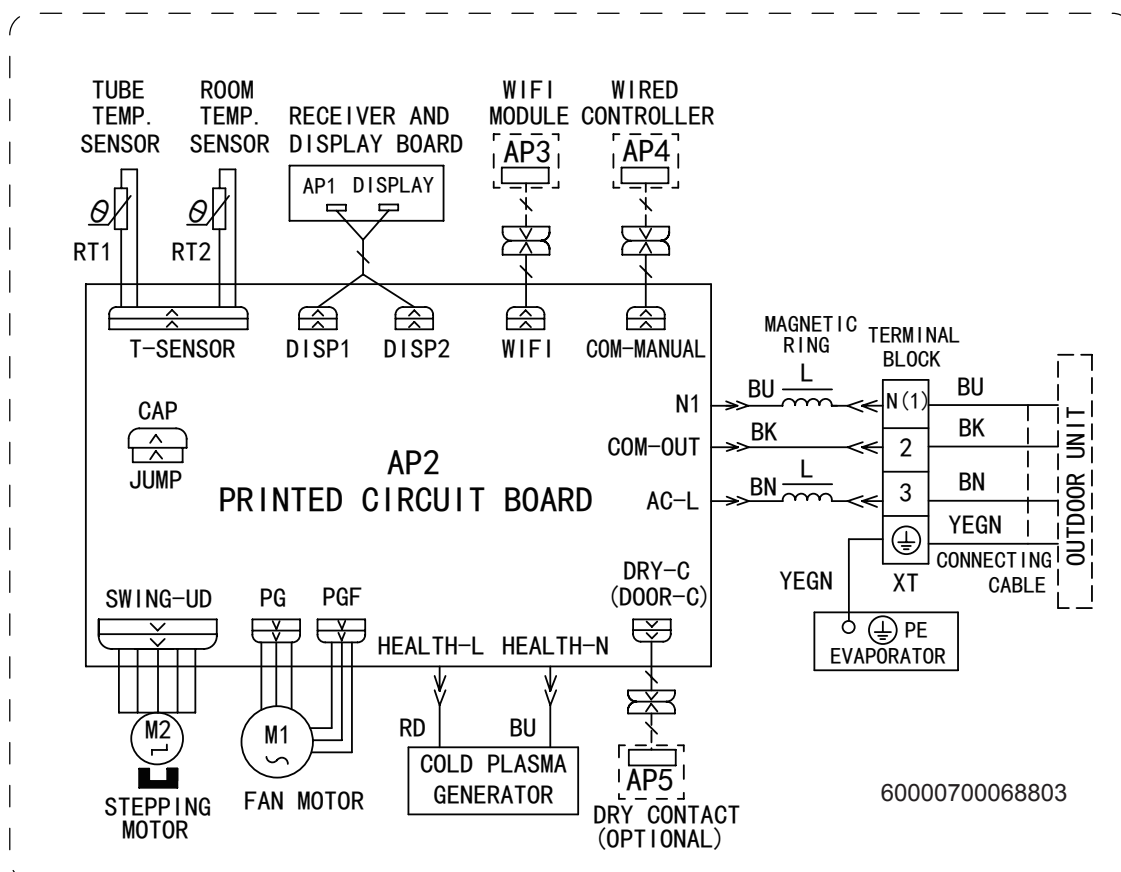 TUBE
TEMP.
SENSOR
ROOM
TEMP.
SENSOR
RECEIVER AND
DISPLAY BOARD
WIFI
MODULE
WIRED
CONTROLLER
AP1 DISPLAY
AP3
AP4
θ
RT1
θ
RT2
T-SENSOR
DISP1
DISP2
WIFI
COM-MANUAL
MAGNETIC
RING
TERMINAL
BLOCK
CAP
JUMP
AP2
PRINTED CIRCUIT BOARD
N1
BU
L
N(1)
BU
COM-OUT
BK
2
BK
AC-L
BN
L
3
BN
YEGN
XT
CONNECTING
CABLE
OUTDOOR UNIT
YEGN
PE
EVAPORATOR
SWING-UD
PG
PGF
HEALTH-L
HEALTH-N
DRY-C
(DOOR-C)
M2
STEPPING
MOTOR
M1
FAN MOTOR
RD
BU
COLD PLASMA
GENERATOR
AP5
DRY CONTACT
(OPTIONAL)
60000700068803